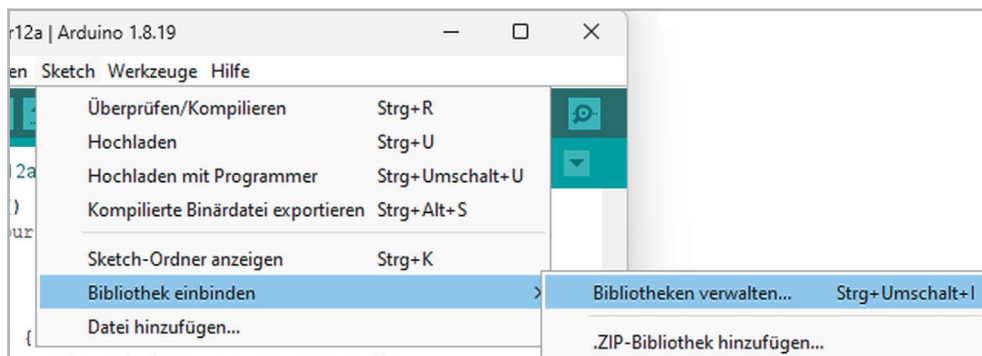 r12a | Arduino 1.8.19
en Sketch Werkzeuge Hilfe
Überprüfen/Kompilieren Strg+R
Hochladen Strg+U
12a
Hochladen mit Programmer Strg+Umschalt+U
()
Kompilierte Binärdatei exportieren Strg+Alt+S
our
Sketch-Ordner anzeigen Strg+K
Bibliothek einbinden
Bibliotheken verwalten... Strg+Umschalt+I
{
Datei hinzufügen...
.ZIP-Bibliothek hinzufügen...